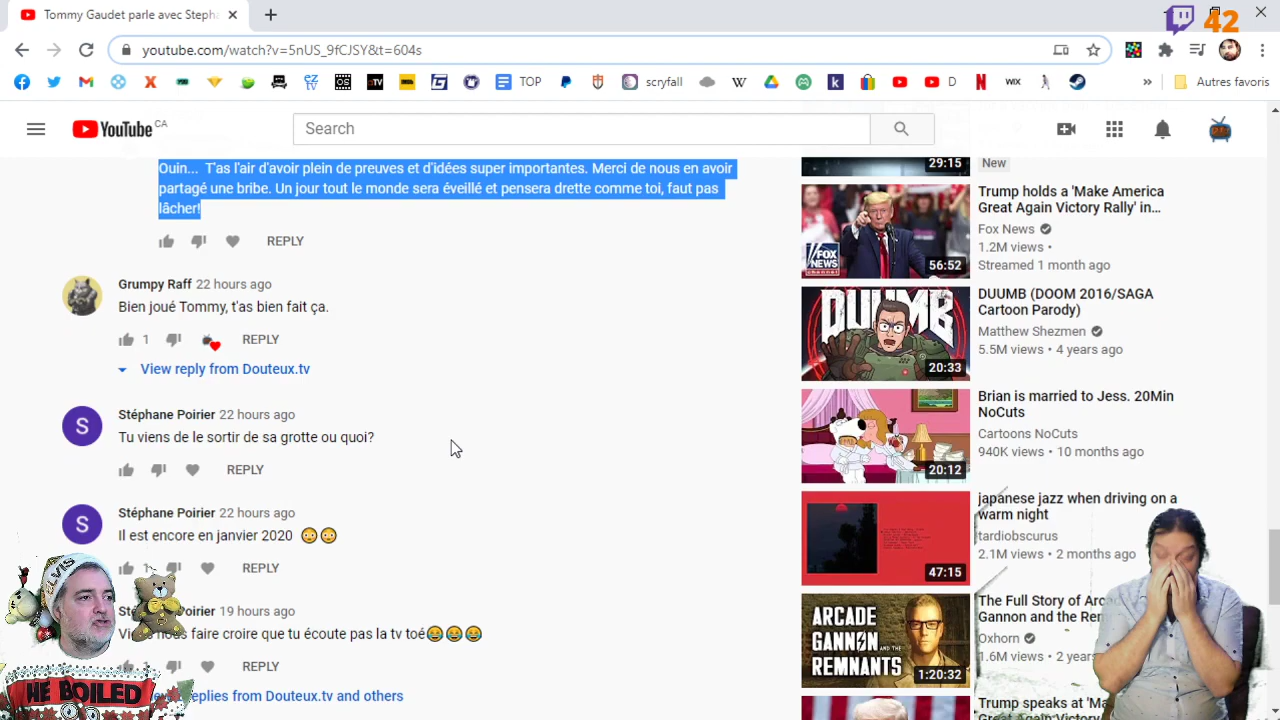 Tommy Gaudet parle avec Stepha
42
youtube.com/watch?v=5nUS_9fCJSY&t=604s
TOP
scryfall
D
WIX
Autres favoris
YouTube CA
Search
Ouin... T'as l'air d'avoir plein de preuves et d'idées super importantes. Merci de nous en avoir
partagé une bribe. Un jour tout le monde sera éveillé et pensera drette comme toi, faut pas
lâcher!
REPLY
Grumpy Raff 22 hours ago
Bien joué Tommy, t'as bien fait ça.
1
REPLY
View reply from Douteux.tv
S
Stéphane Poirier 22 hours ago
Tu viens de le sortir de sa grotte ou quoi?
REPLY
S
Stéphane Poirier 22 hours ago
Il est encore en janvier 2020 😳😳
REPLY
Poirier 19 hours ago
faire croire que tu écoute pas la tv toé😂😂😂
REPLY
replies from Douteux.tv and others
HE BOILED
29:15
New
FOX NEWS channel
56:52
Trump holds a 'Make America
Great Again Victory Rally' in...
Fox News
1.2M views •
Streamed 1 month ago
DUUMB
20:33
DUUMB (DOOM 2016/SAGA
Cartoon Parody)
Matthew Shezmen
5.5M views • 4 years ago
20:12
Brian is married to Jess. 20Min
NoCuts
Cartoons NoCuts
940K views • 10 months ago
47:15
japanese jazz when driving on a
warm night
tardiobscurus
2.1M views • 2 months ago
ARCADE
GANNON AND THE
REMNANTS
1:20:32
The Full Story of Arc
Gannon and the Rem
Oxhorn
1.6M views • 2 years
Trump speaks at 'Ma